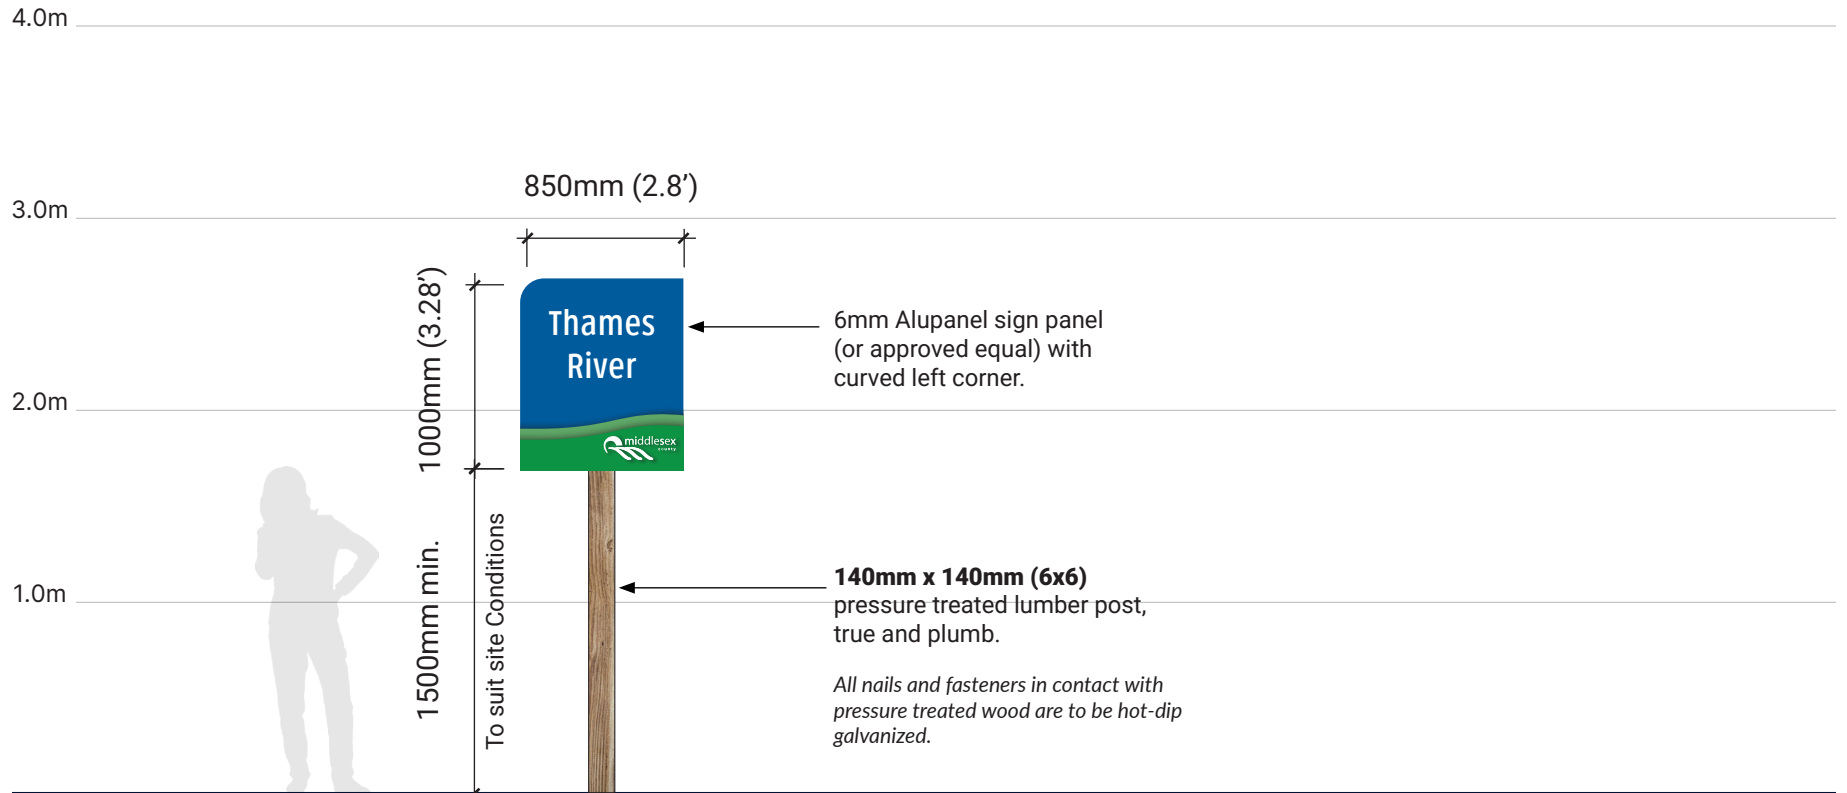 4.0m
850mm (2.8’)
3.0m
1000mm (3.28’)
Thames
River
6mm Alupanel sign panel
(or approved equal) with
curved left corner.
2.0m
middlesex
county
1500mm min.
To suit site Conditions
1.0m
140mm x 140mm (6x6)
pressure treated lumber post,
true and plumb.
All nails and fasteners in contact with
pressure treated wood are to be hot-dip
galvanized.